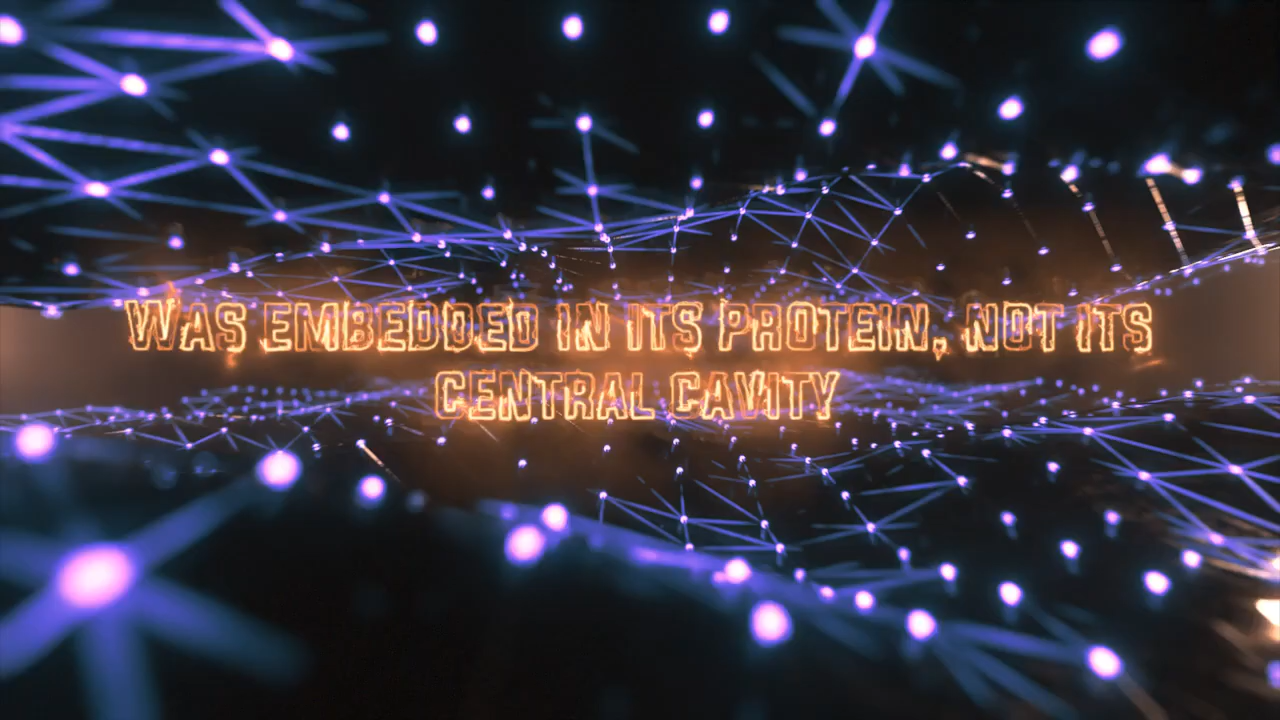 WAS EMBEDDED IN ITS PROTEIN, NOT ITS
CENTRAL CAVITY